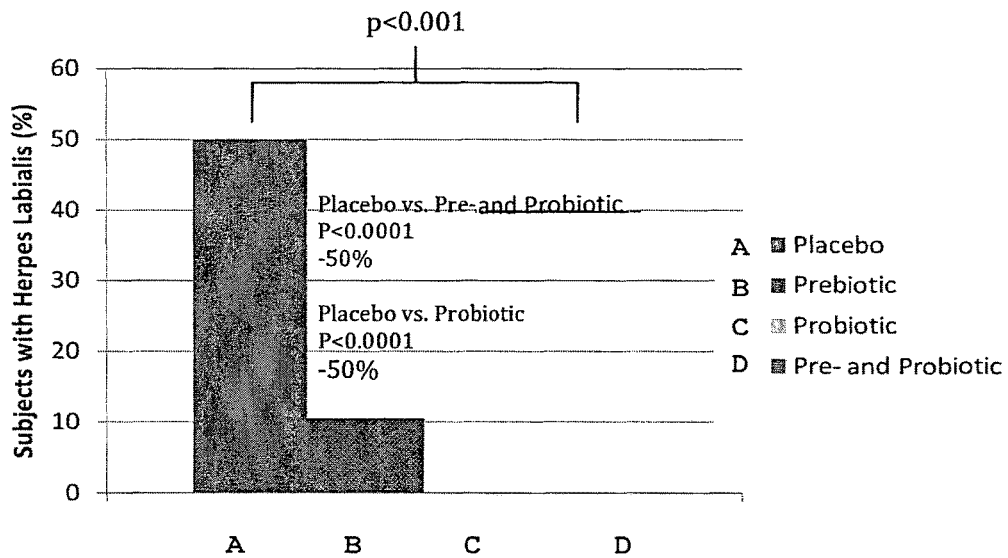 p<0.001
Subjects with Herpes Labialis (%)
60
50
40
30
20
10
0
Placebo vs. Pre-and Probiotic
P<0.0001
-50%
Placebo vs. Probiotic
P<0.0001
-50%
A
B
C
D
A Placebo
B Prebiotic
C Probiotic
D Pre- and Probiotic